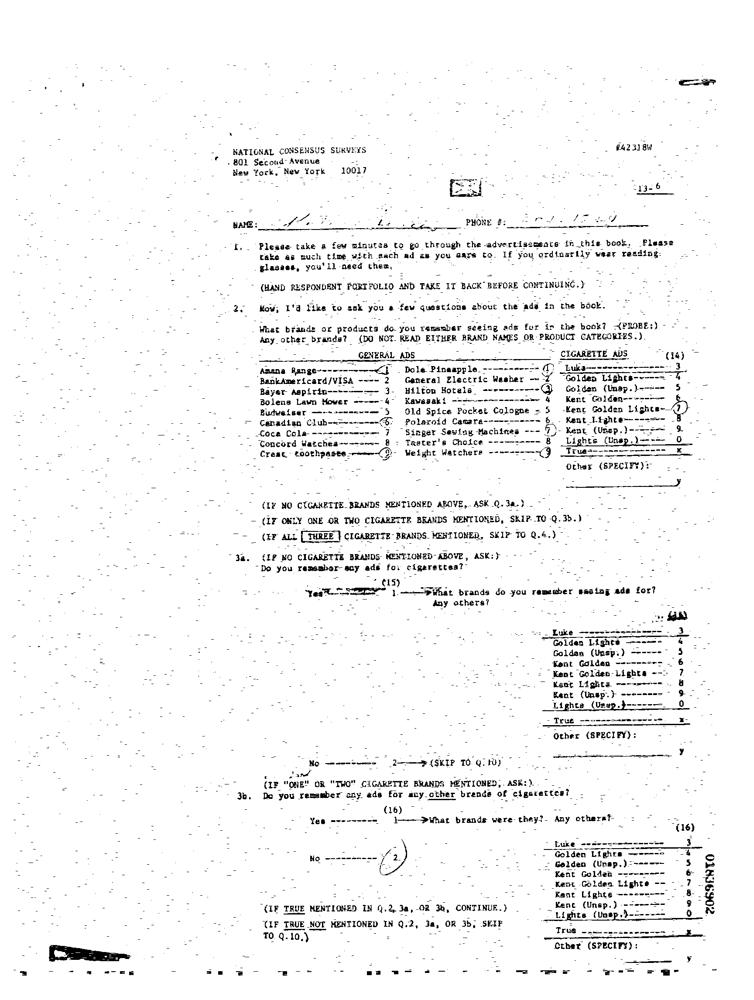 NATIONAL CONSENSUS SURVEYS
801 Second Avenue
New York, New York 10017
#42318W
13-6
NAME: PHONE #:
1. Please take a few minutes to go through the advertisements in this book. Please
take as much time with each ad as you care to. If you ordinarily wear reading
glasses, you'll need them.
(HAND RESPONDENT PORTFOLIO AND TAKE IT BACK BEFORE CONTINUING.)
2. Now, I'd like to ask you a few questions about the ads in the book.
What brands or products do you remember seeing ads for in the book? (PROBE:)
Any other brands? (DO NOT READ EITHER BRAND NAMES OR PRODUCT CATEGORIES.)
GENERAL ADS CIGARETTE ADS (14)
Amana Range 1 Dole Pineapple 1 Luke 3
BankAmericard/VISA ---- 2 General Electric Washer -- 2 Golden Lights 4
Bayer Aspirin 3 Hilton Hotels 3 Golden (Unsp.) 5
Bolens Lawn Mower 4 Kawasaki 4 Kent Golden 6
Budweiser 5 Old Spice Pocket Cologne - 5 Kent Golden Lights 7
Canadian Club 6 Polaroid Camera 6 Kent Lights 8
Coca Cola 7 Singer Sewing Machines --- 7 Kent (Unsp.) 9
Concord Watches 8 Taster's Choice 8 Lights (Unsp.) 0
Crest toothpaste 9 Weight Watchers 9 True x
Other (SPECIFY):
y
(IF NO CIGARETTE BRANDS MENTIONED ABOVE, ASK Q.3a.)
(IF ONLY ONE OR TWO CIGARETTE BRANDS MENTIONED, SKIP TO Q.3b.)
(IF ALL THREE CIGARETTE BRANDS MENTIONED, SKIP TO Q.4.)
3a. (IF NO CIGARETTE BRANDS MENTIONED ABOVE, ASK:)
Do you remember any ads for cigarettes?
(15)
Yes 1 What brands do you remember seeing ads for?
Any others?
Luke 3
Golden Lights 4
Golden (Unsp.) 5
Kent Golden 6
Kent Golden Lights -- 7
Kent Lights 8
Kent (Unsp.) 9
Lights (Unsp.) 0
True x
Other (SPECIFY):
y
No 2 (SKIP TO Q.10)
(IF "ONE" OR "TWO" CIGARETTE BRANDS MENTIONED, ASK:)
3b. Do you remember any ads for any other brands of cigarettes?
(16)
Yes --------- 1 What brands were they? Any others?
(16)
Luke 3
Golden Lights 4
No 2 Golden (Unsp.) 5
Kent Golden 6
Kent Golden Lights -- 7
Kent Lights 8
(IF TRUE MENTIONED IN Q.2, 3a, OR 3b, CONTINUE.) Kent (Unsp.) 9
Lights (Unsp.) 0
(IF TRUE NOT MENTIONED IN Q.2, 3a, OR 3b, SKIP
TO Q.10.) True x
Other (SPECIFY):
y
01836902